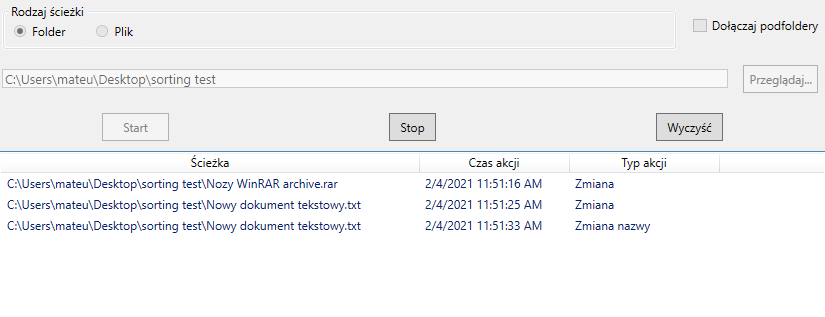 Rodzaj ścieżki
Folder Plik
Dołączaj podfoldery
C:\Users\mateu\Desktop\sorting test Przeglądaj...
Start Stop Wyczyść
Ścieżka Czas akcji Typ akcji
C:\Users\mateu\Desktop\sorting test\Nozy WinRAR archive.rar 2/4/2021 11:51:16 AM Zmiana
C:\Users\mateu\Desktop\sorting test\Nowy dokument tekstowy.txt 2/4/2021 11:51:25 AM Zmiana
C:\Users\mateu\Desktop\sorting test\Nowy dokument tekstowy.txt 2/4/2021 11:51:33 AM Zmiana nazwy